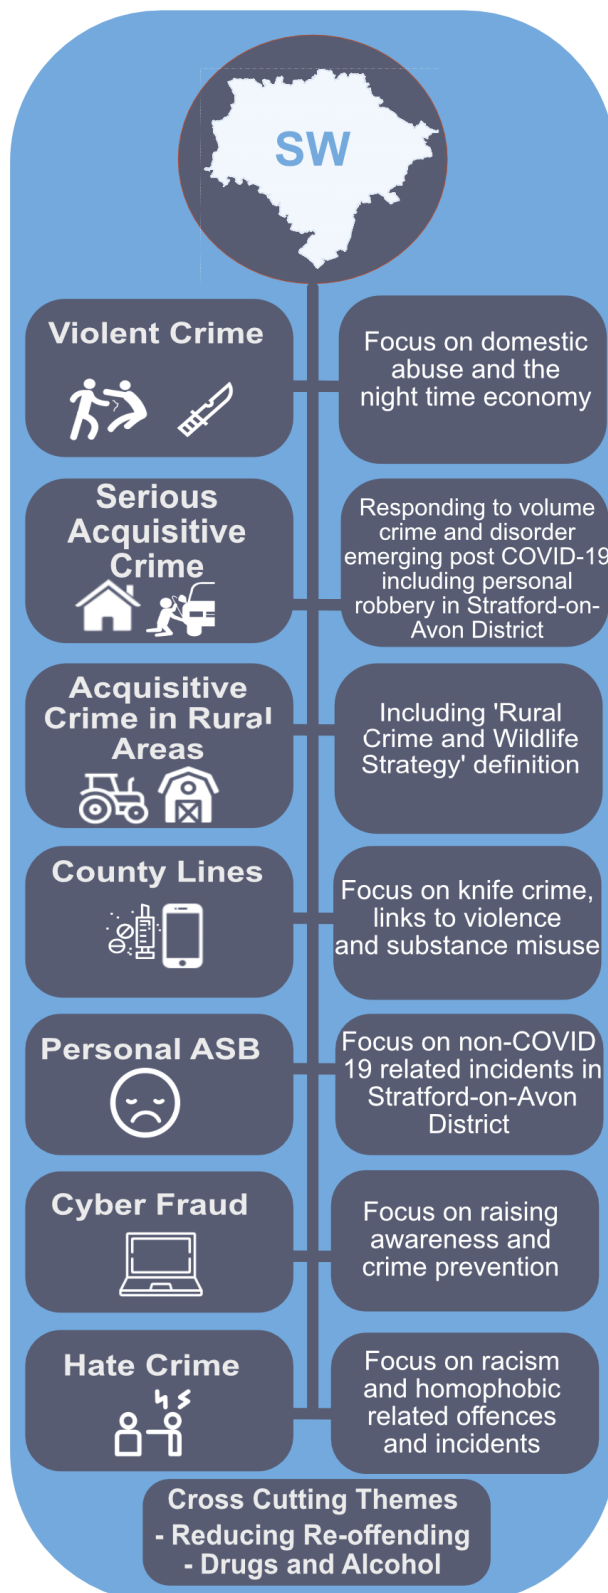 SW
Violent Crime
Focus on domestic
abuse and the
night time economy
Serious
Acquisitive
Crime
Responding to volume
crime and disorder
emerging post COVID-19
including personal
robbery in Stratford-on-
Avon District
Acquisitive
Crime in Rural
Areas
Including 'Rural
Crime and Wildlife
Strategy' definition
County Lines
Focus on knife crime,
links to violence
and substance misuse
Personal ASB
Focus on non-COVID
19 related incidents in
Stratford-on-Avon
District
Cyber Fraud
Focus on raising
awareness and
crime prevention
Hate Crime
Focus on racism
and homophobic
related offences
and incidents
Cross Cutting Themes
- Reducing Re-offending
- Drugs and Alcohol